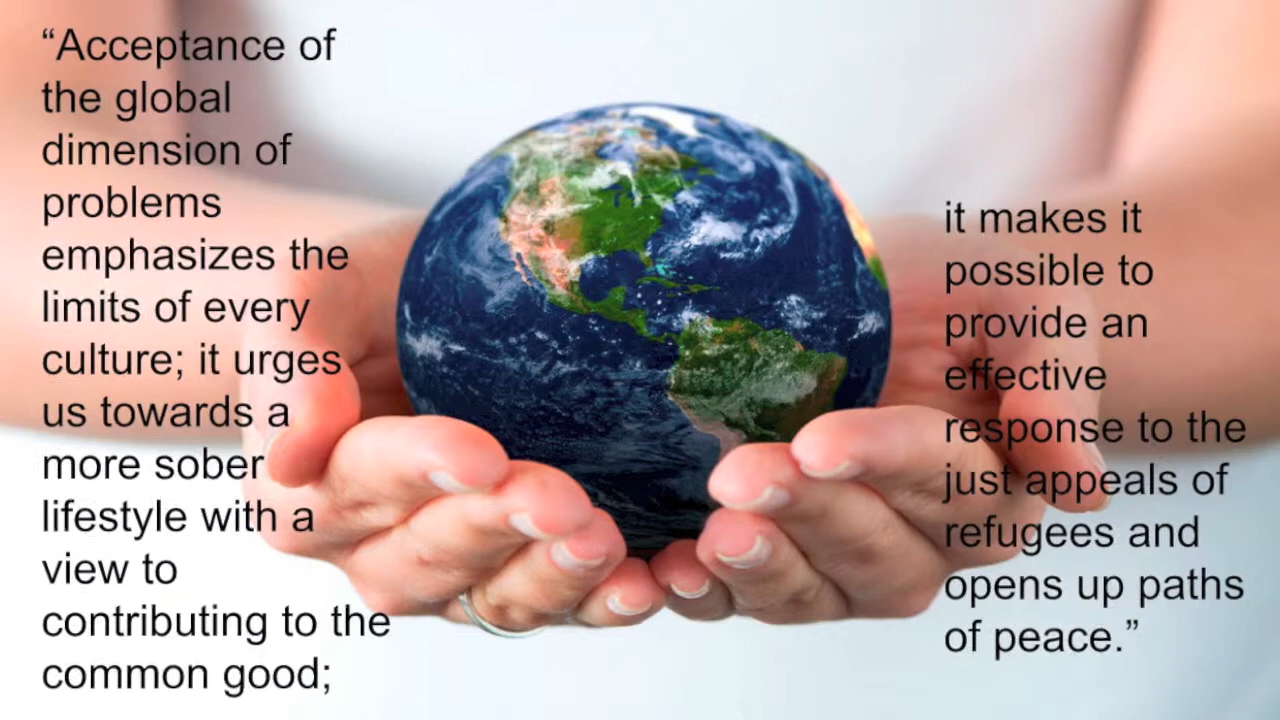 “Acceptance of
the global
dimension of
problems
emphasizes the
limits of every
culture; it urges
us towards a
more sober
lifestyle with a
view to
contributing to the
common good;
it makes it
possible to
provide an
effective
response to the
just appeals of
refugees and
opens up paths
of peace.”